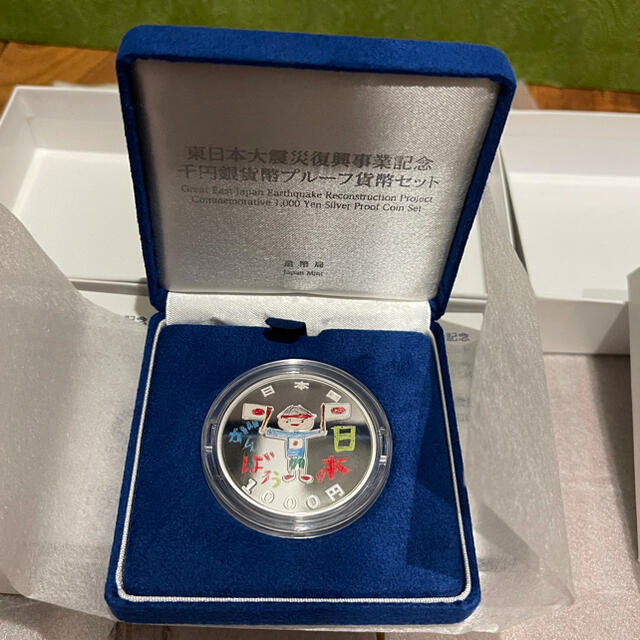 東日本大震災復興事業記念
千円銀貨幣プルーフ貨幣セット
Great East Japan Earthquake Reconstruction Project
Commemorative 1,000 Yen Silver Proof Coin Set
造幣局
Japan Mint
記念
日本国
がんばろう
日本
1000円